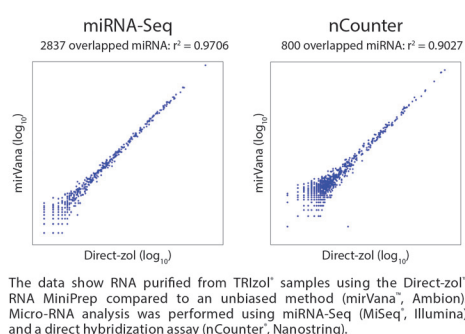 miRNA-Seq
2837 overlapped miRNA: r² = 0.9706
mirVana (log₁₀)
Direct-zol (log₁₀)
nCounter
800 overlapped miRNA: r² = 0.9027
mirVana (log₁₀)
Direct-zol (log₁₀)
The data show RNA purified from TRIzol® samples using the Direct-zol™
RNA MiniPrep compared to an unbiased method (mirVana™, Ambion)
Micro-RNA analysis was performed using miRNA-Seq (MiSeq®, Illumina)
and a direct hybridization assay (nCounter®, Nanostring).